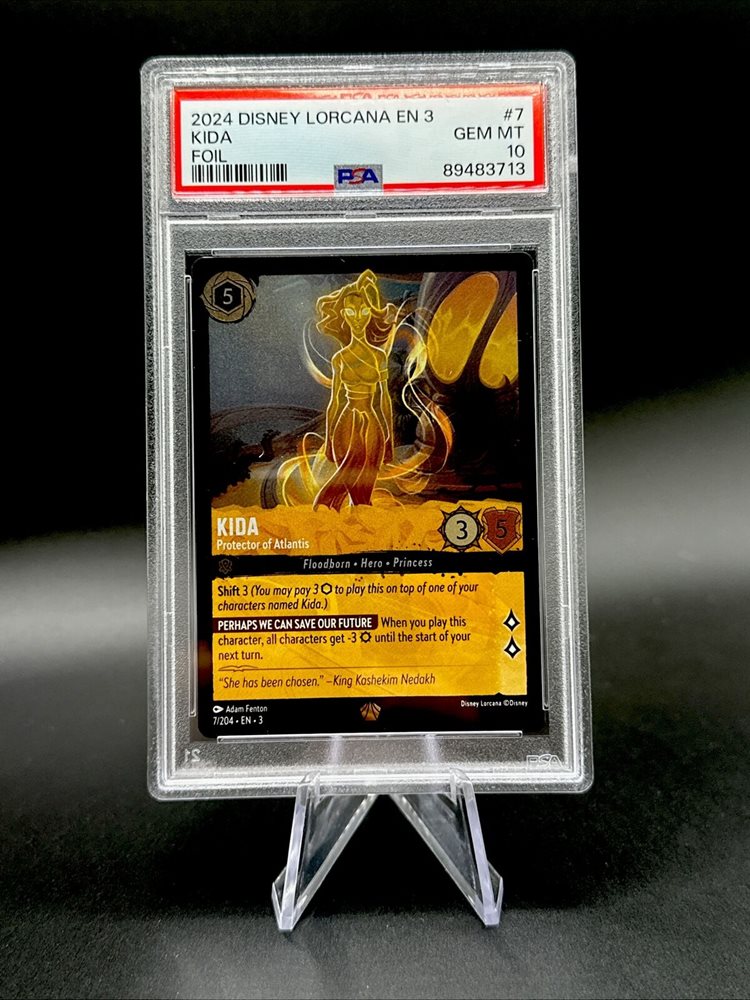 2024 DISNEY LORCANA EN 3 #7
KIDA GEM MT
FOIL 10
PSA 89483713
5
KIDA
Protector of Atlantis
3 5
Floodborn • Hero • Princess
Shift 3 (You may pay 3 to play this on top of one of your
characters named Kida.)
PERHAPS WE CAN SAVE OUR FUTURE When you play this
character, all characters get -3 until the start of your
next turn.
“She has been chosen.” –King Kashekim Nedakh
Adam Fenton Disney Lorcana ©Disney
7/204 • EN • 3
PSA